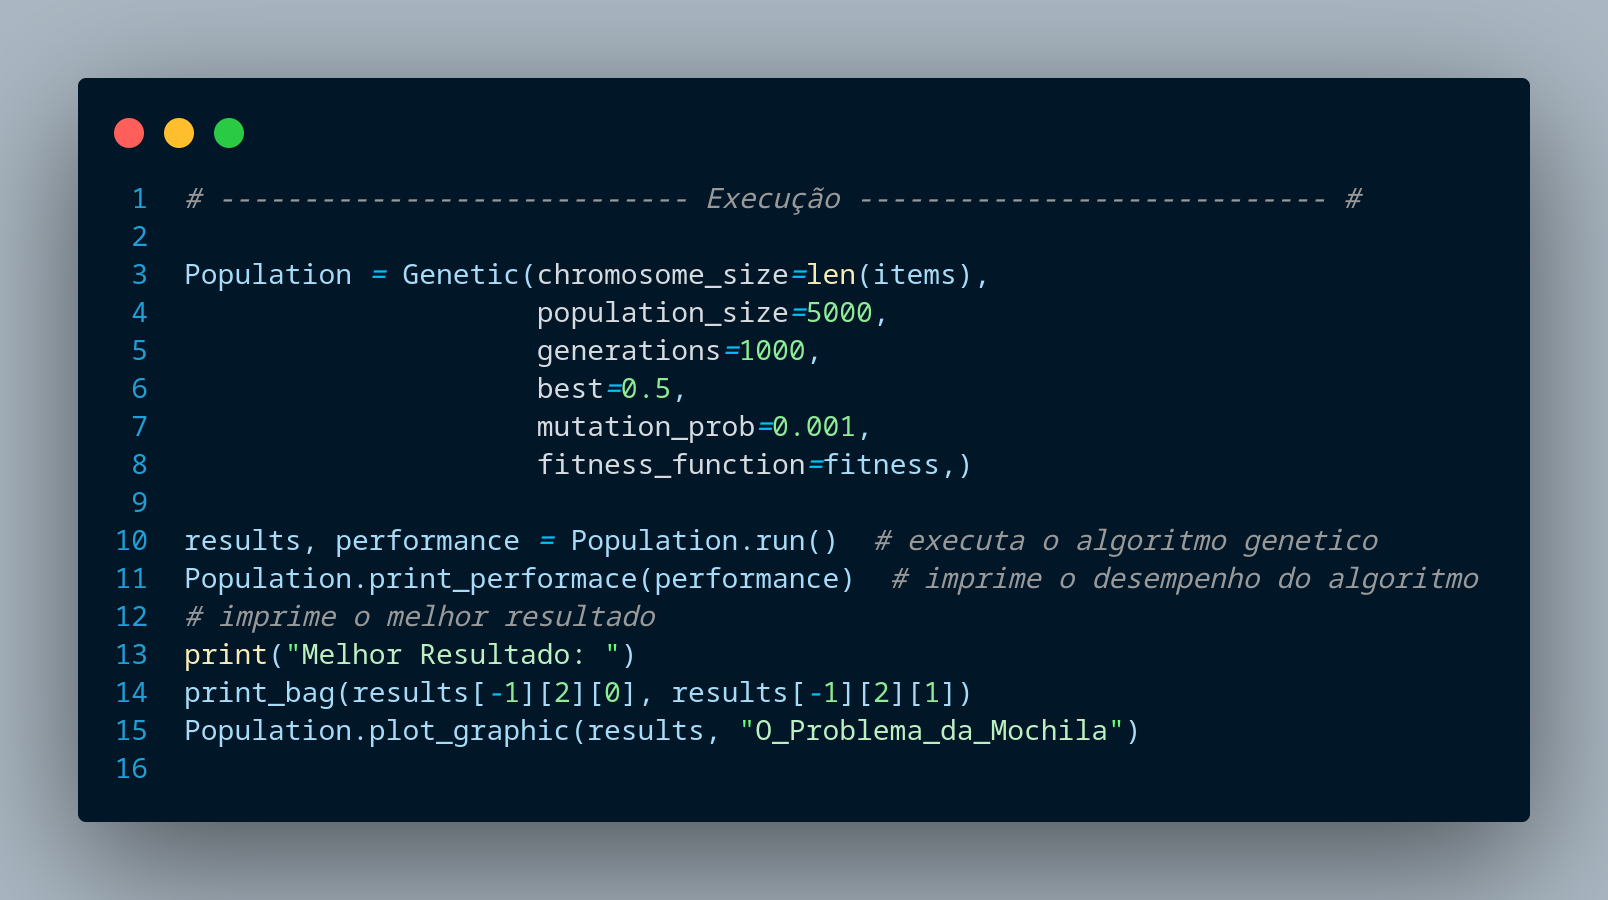 1 # ---------------------------- Execução ---------------------------- #
2
3 Population = Genetic(chromosome_size=len(items),
4                      population_size=5000,
5                      generations=1000,
6                      best=0.5,
7                      mutation_prob=0.001,
8                      fitness_function=fitness,)
9
10 results, performance = Population.run()  # executa o algoritmo genetico
11 Population.print_performace(performance)  # imprime o desempenho do algoritmo
12 # imprime o melhor resultado
13 print("Melhor Resultado: ")
14 print_bag(results[-1][2][0], results[-1][2][1])
15 Population.plot_graphic(results, "O_Problema_da_Mochila")
16